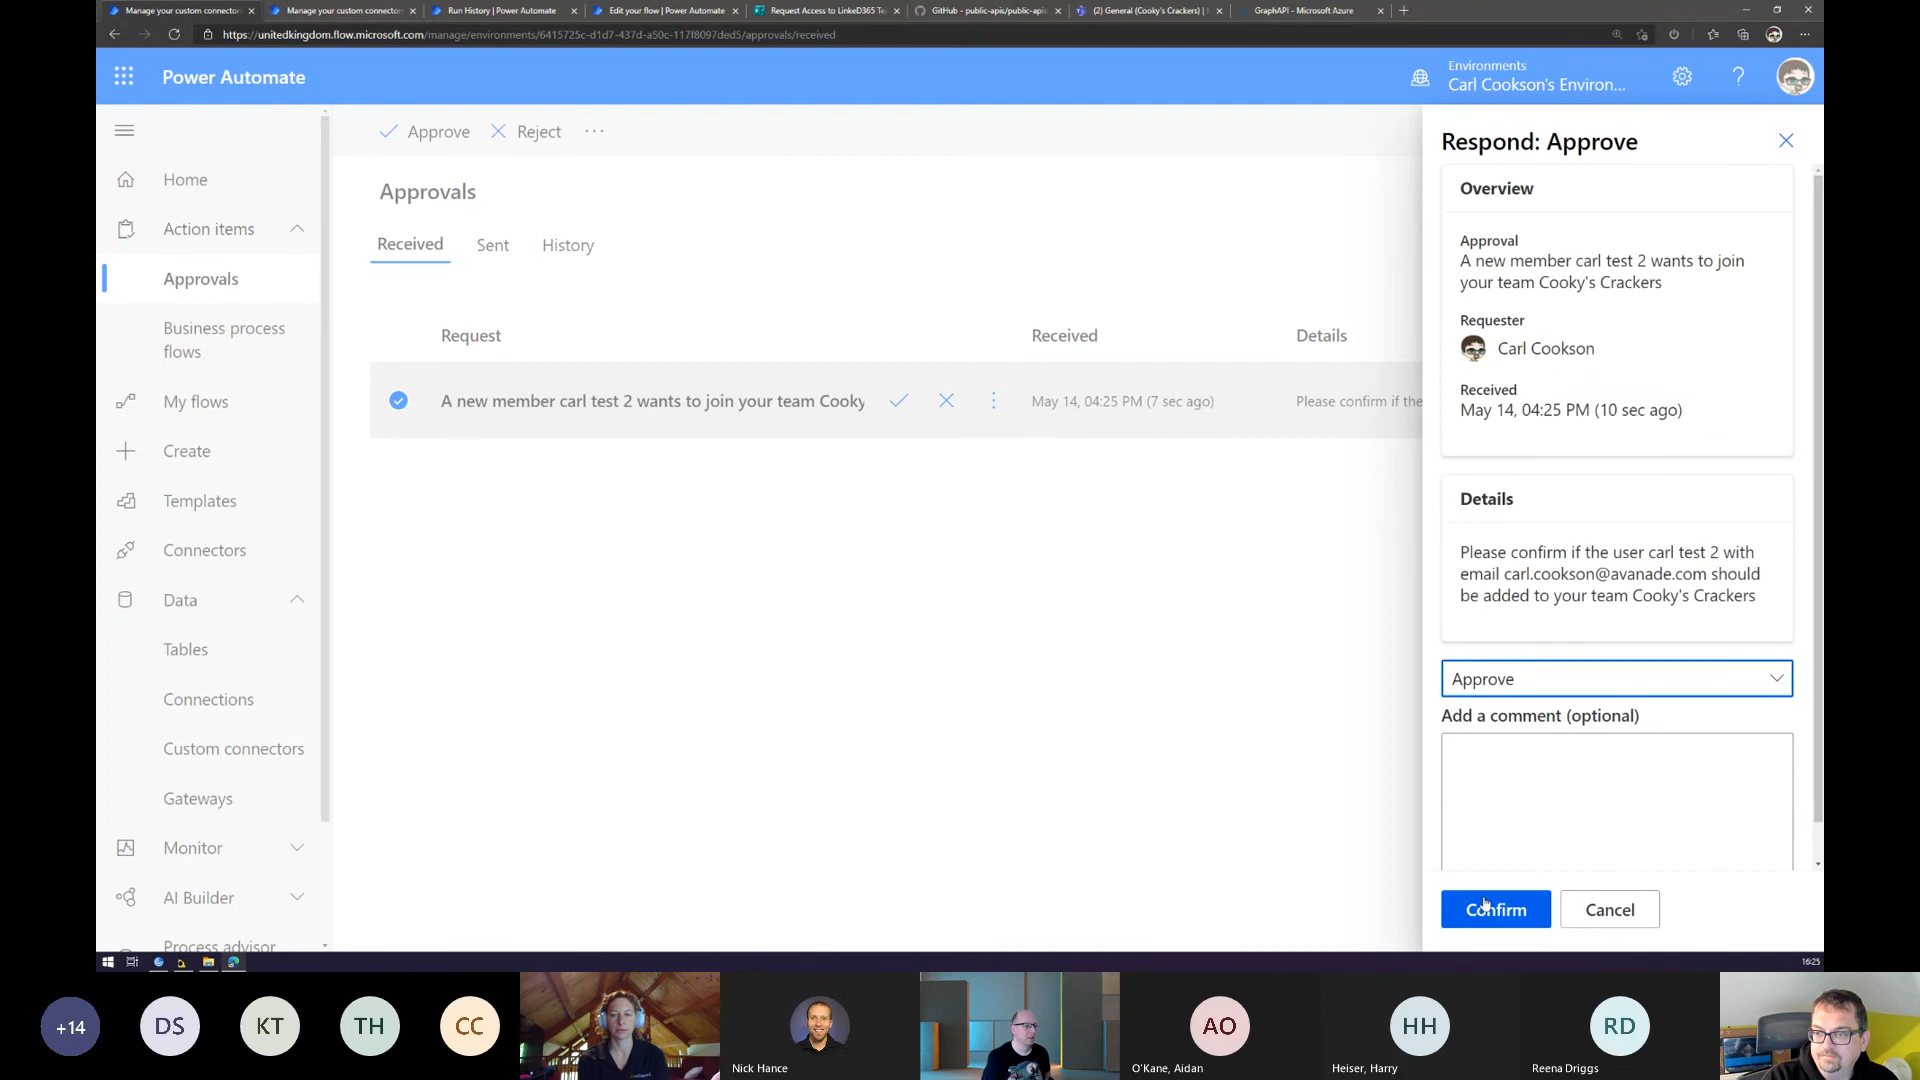 Manage your custom connector
Manage your custom connector
Run History | Power Automate
Edit your flow | Power Automate
Request Access to LinkeD365 Te
GitHub - public-apis/public-apis
(2) General (Cooky's Crackers) |
GraphAPI - Microsoft Azure
https://unitedkingdom.flow.microsoft.com/manage/environments/6415725c-d1d7-437d-a50c-117f8097ded5/approvals/received
Power Automate
Environments
Carl Cookson's Environ...
Home
Action items
Approvals
Business process
flows
My flows
Create
Templates
Connectors
Data
Tables
Connections
Custom connectors
Gateways
Monitor
AI Builder
Process advisor
Approve
Reject
Approvals
Received
Sent
History
Request
Received
Details
A new member carl test 2 wants to join your team Cooky
May 14, 04:25 PM (7 sec ago)
Please confirm if the
Respond: Approve
Overview
Approval
A new member carl test 2 wants to join
your team Cooky's Crackers
Requester
Carl Cookson
Received
May 14, 04:25 PM (10 sec ago)
Details
Please confirm if the user carl test 2 with
email carl.cookson@avanade.com should
be added to your team Cooky's Crackers
Approve
Add a comment (optional)
Confirm
Cancel
16:25
+14
DS
KT
TH
CC
Nick Hance
AO
O'Kane, Aidan
HH
Heiser, Harry
RD
Reena Driggs